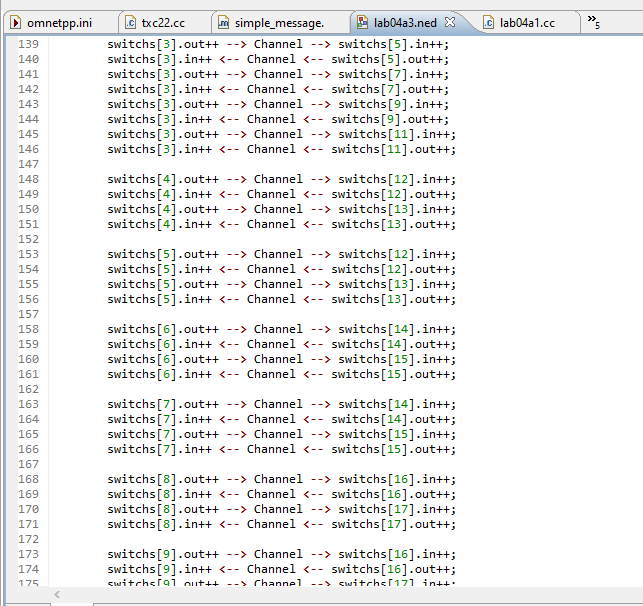 omnetpp.ini txc22.cc simple_message. lab04a3.ned lab04a1.cc »5
139 switchs[3].out++ --> Channel --> switchs[5].in++;
140 switchs[3].in++ <-- Channel <-- switchs[5].out++;
141 switchs[3].out++ --> Channel --> switchs[7].in++;
142 switchs[3].in++ <-- Channel <-- switchs[7].out++;
143 switchs[3].out++ --> Channel --> switchs[9].in++;
144 switchs[3].in++ <-- Channel <-- switchs[9].out++;
145 switchs[3].out++ --> Channel --> switchs[11].in++;
146 switchs[3].in++ <-- Channel <-- switchs[11].out++;
147
148 switchs[4].out++ --> Channel --> switchs[12].in++;
149 switchs[4].in++ <-- Channel <-- switchs[12].out++;
150 switchs[4].out++ --> Channel --> switchs[13].in++;
151 switchs[4].in++ <-- Channel <-- switchs[13].out++;
152
153 switchs[5].out++ --> Channel --> switchs[12].in++;
154 switchs[5].in++ <-- Channel <-- switchs[12].out++;
155 switchs[5].out++ --> Channel --> switchs[13].in++;
156 switchs[5].in++ <-- Channel <-- switchs[13].out++;
157
158 switchs[6].out++ --> Channel --> switchs[14].in++;
159 switchs[6].in++ <-- Channel <-- switchs[14].out++;
160 switchs[6].out++ --> Channel --> switchs[15].in++;
161 switchs[6].in++ <-- Channel <-- switchs[15].out++;
162
163 switchs[7].out++ --> Channel --> switchs[14].in++;
164 switchs[7].in++ <-- Channel <-- switchs[14].out++;
165 switchs[7].out++ --> Channel --> switchs[15].in++;
166 switchs[7].in++ <-- Channel <-- switchs[15].out++;
167
168 switchs[8].out++ --> Channel --> switchs[16].in++;
169 switchs[8].in++ <-- Channel <-- switchs[16].out++;
170 switchs[8].out++ --> Channel --> switchs[17].in++;
171 switchs[8].in++ <-- Channel <-- switchs[17].out++;
172
173 switchs[9].out++ --> Channel --> switchs[16].in++;
174 switchs[9].in++ <-- Channel <-- switchs[16].out++;
175 switchs[9].out++ --> Channel --> switchs[17].in++;